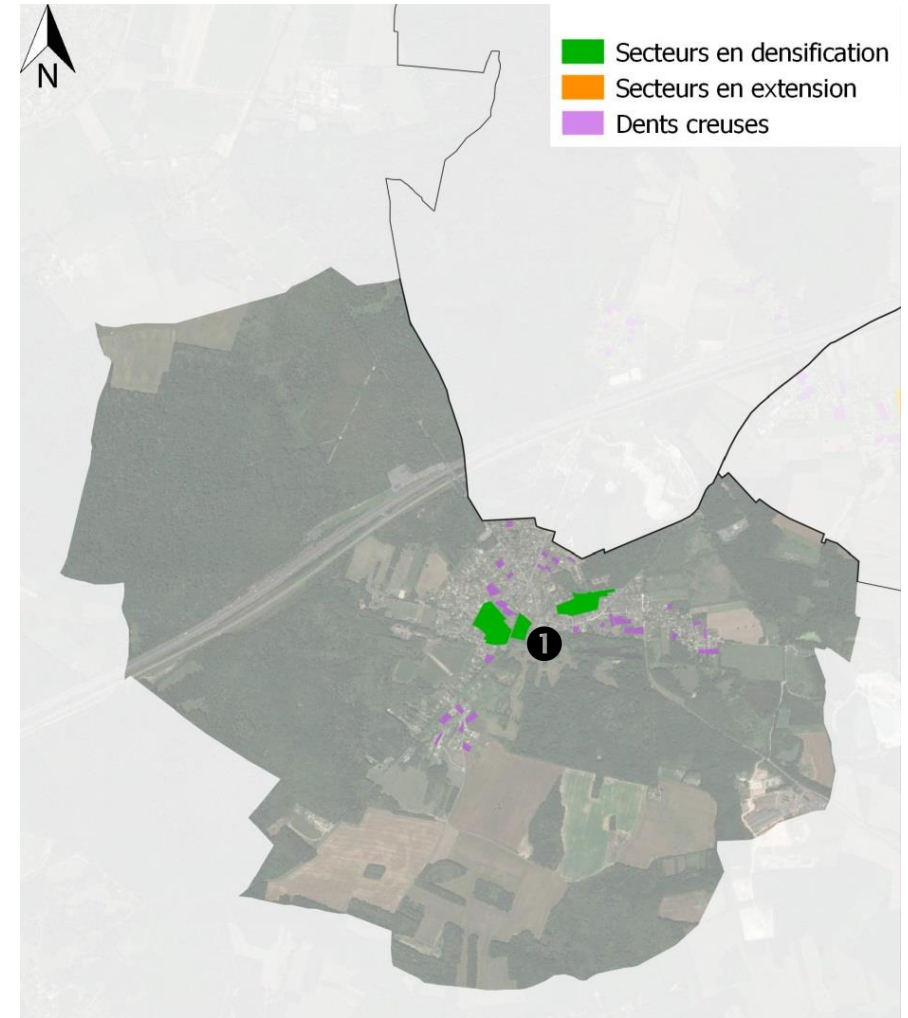 N
Secteurs en densification
Secteurs en extension
Dents creuses
1